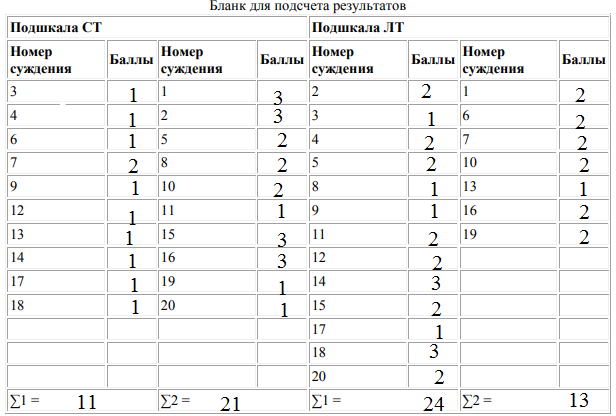 Бланк для подсчета результатов
Подшкала СТ Подшкала ЛТ
Номер суждения Баллы Номер суждения Баллы Номер суждения Баллы Номер суждения Баллы
3 1 1 3 2 2 1 2
4 1 2 3 3 1 6 2
6 1 5 2 4 2 7 2
7 2 8 2 5 2 10 2
9 1 10 2 8 1 13 1
12 1 11 1 9 1 16 2
13 1 15 3 11 2 19 2
14 1 16 3 12 2
17 1 19 1 14 3
18 1 20 1 15 2
17 1
18 3
20 2
∑1 = 11 ∑2 = 21 ∑1 = 24 ∑2 = 13